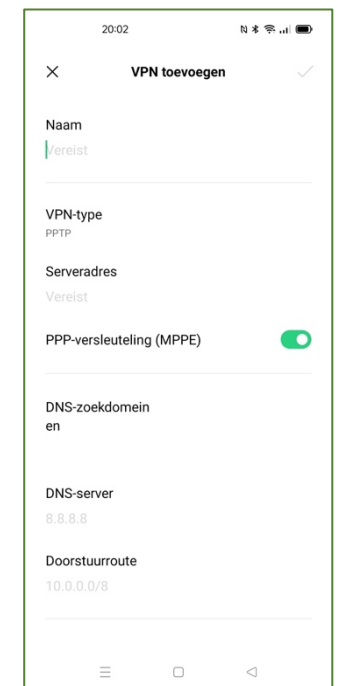 20:02
VPN toevoegen
Naam
Vereist
VPN-type
PPTP
Serveradres
Vereist
PPP-versleuteling (MPPE)
DNS-zoekdomein
en
DNS-server
8.8.8.8
Doorstuurroute
10.0.0.0/8